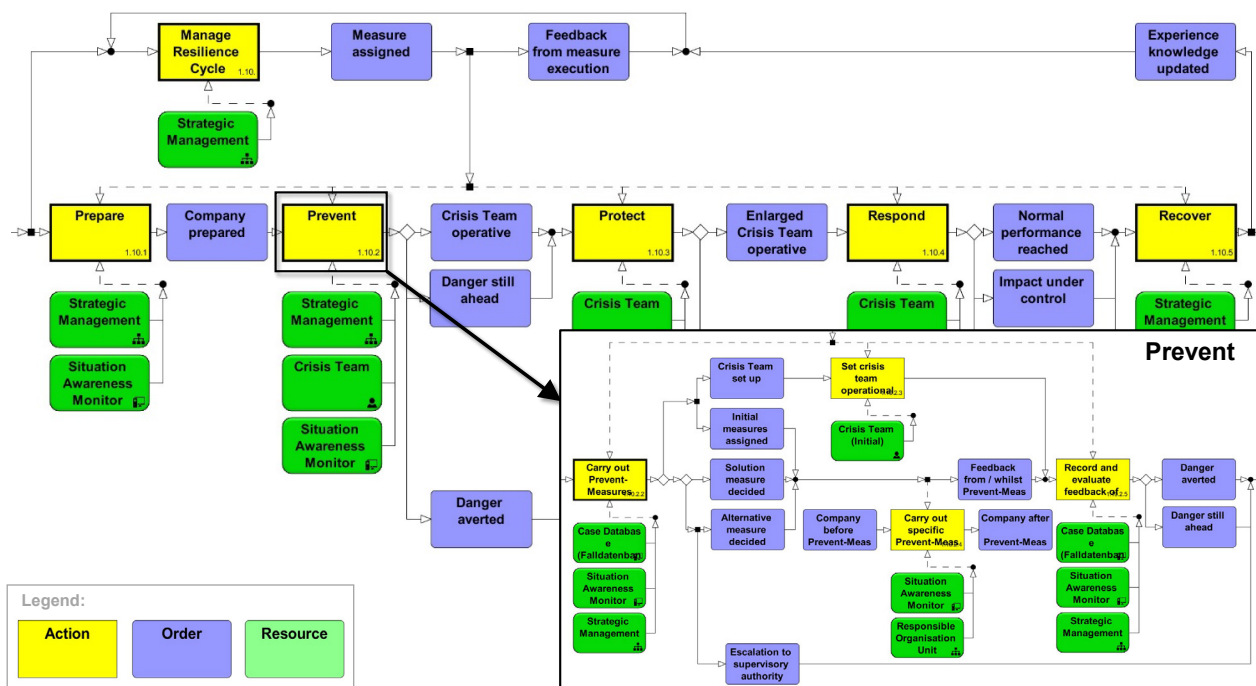 Manage
Resilience
Cycle
1.10.
Measure
assigned
Feedback
from measure
execution
Experience
knowledge
updated
Strategic
Management
Prepare
1.10.1
Company
prepared
Prevent
1.10.2
Crisis Team
operative
Protect
1.10.3
Enlarged
Crisis Team
operative
Respond
1.10.4
Normal
performance
reached
Recover
1.10.5
Danger still
ahead
Impact under
control
Strategic
Management
Situation
Awareness
Monitor
Strategic
Management
Crisis Team
Situation
Awareness
Monitor
Crisis Team
Crisis Team
Strategic
Management
Danger
averted
Prevent
Crisis Team
set up
Set crisis
team
operational
Initial
measures
assigned
Crisis Team
(Initial)
Carry out
Prevent-
Measures
Solution
measure
decided
Feedback
from / whilst
Prevent-Meas
Record and
evaluate
feedback of
Danger
averted
Alternative
measure
decided
Company
before
Prevent-Meas
Carry out
specific
Prevent-Meas
Company after
Prevent-Meas
Danger still
ahead
Case Databas
e
(Falldatenban
Situation
Awareness
Monitor
Strategic
Management
Situation
Awareness
Monitor
Responsible
Organisation
Unit
Case Databas
e
(Falldatenban
Situation
Awareness
Monitor
Strategic
Management
Escalation to
supervisory
authority
Legend:
Action
Order
Resource